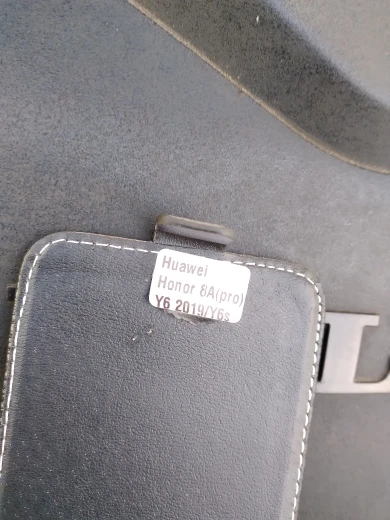 Huawei
Honor 8A(pro)
Y6 2019/Y6s